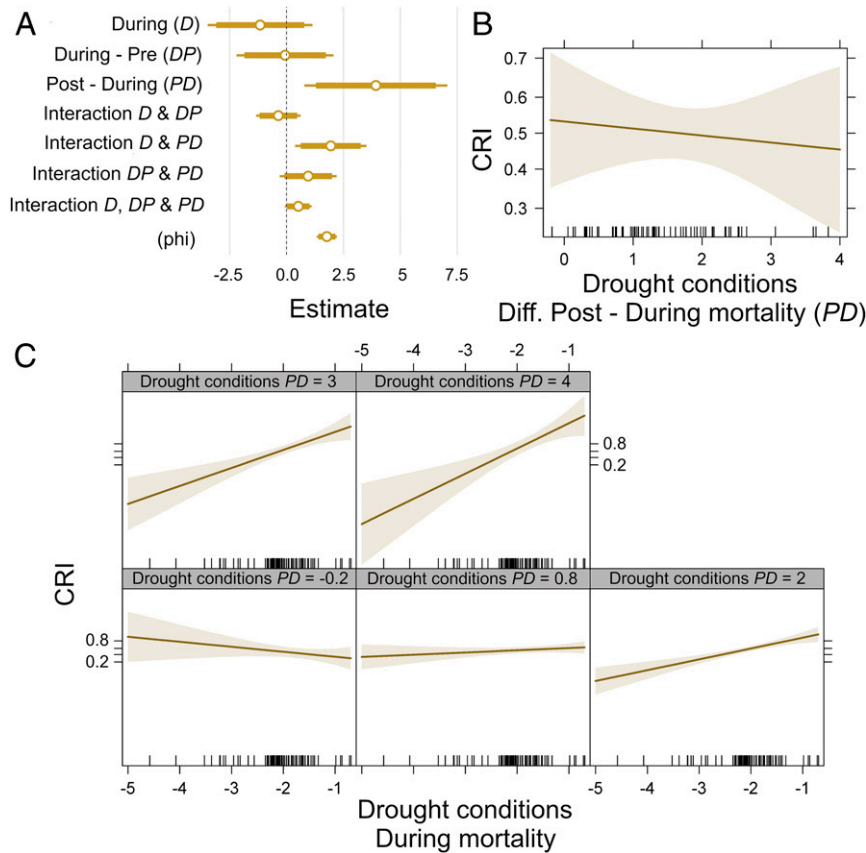 A
During (D)
During - Pre (DP)
Post - During (PD)
Interaction D & DP
Interaction D & PD
Interaction DP & PD
Interaction D, DP & PD
(phi)
-2.5 0.0 2.5 5.0 7.5
Estimate
B
0.7
0.6
0.5
0.4
0.3
CRI
0 1 2 3 4
Drought conditions
Diff. Post - During mortality (PD)
C
-5 -4 -3 -2 -1
Drought conditions PD = 3
Drought conditions PD = 4
0.8
0.2
CRI
Drought conditions PD = -0.2
Drought conditions PD = 0.8
Drought conditions PD = 2
0.8
0.2
-5 -4 -3 -2 -1
-5 -4 -3 -2 -1
Drought conditions
During mortality